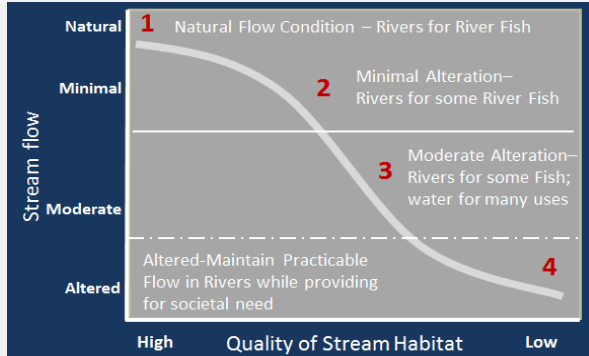 Natural
1
Natural Flow Condition – Rivers for River Fish
Minimal
2
Minimal Alteration–
Rivers for some River Fish
Stream flow
3
Moderate Alteration–
Rivers for some Fish;
water for many uses
Moderate
Altered-Maintain Practicable
Flow in Rivers while providing
for societal need
4
Altered
High
Quality of Stream Habitat
Low